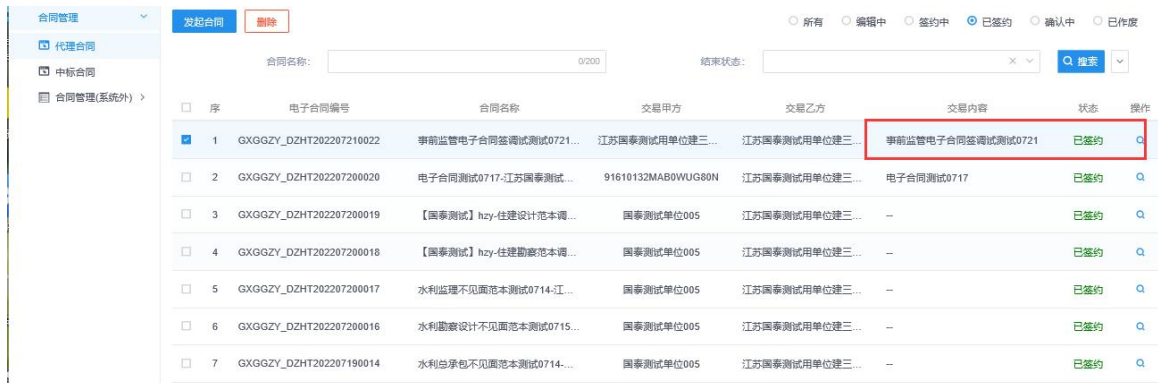 合同管理
代理合同
中标合同
合同管理(系统外)
发起合同 删除 所有 编辑中 签约中 已签约 确认中 已作废
合同名称: 0/200 结束状态: 搜索
序 电子合同编号 合同名称 交易甲方 交易乙方 交易内容 状态 操作
1 GXGGZY_DZHT202207210022 事前监管电子合同签调试测试0721... 江苏国泰测试用单位建三... 江苏国泰测试用单位建三... 事前监管电子合同签调试测试0721 已签约
2 GXGGZY_DZHT202207200020 电子合同测试0717-江苏国泰测试... 91610132MAB0WUG80N 江苏国泰测试用单位建三... 电子合同测试0717 已签约
3 GXGGZY_DZHT202207200019 【国泰测试】hzy-住建设计范本调... 国泰测试单位005 江苏国泰测试用单位建三... -- 已签约
4 GXGGZY_DZHT202207200018 【国泰测试】hzy-住建勘察范本调... 国泰测试单位005 江苏国泰测试用单位建三... -- 已签约
5 GXGGZY_DZHT202207200017 水利监理不见面范本测试0714-江... 国泰测试单位005 江苏国泰测试用单位建三... -- 已签约
6 GXGGZY_DZHT202207200016 水利勘察设计不见面范本测试0715... 国泰测试单位005 江苏国泰测试用单位建三... -- 已签约
7 GXGGZY_DZHT202207190014 水利总承包不见面范本测试0714-... 国泰测试单位005 江苏国泰测试用单位建三... -- 已签约